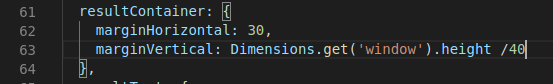 61 resultContainer: {
62 marginHorizontal: 30,
63 marginVertical: Dimensions.get('window').height /40
64 },